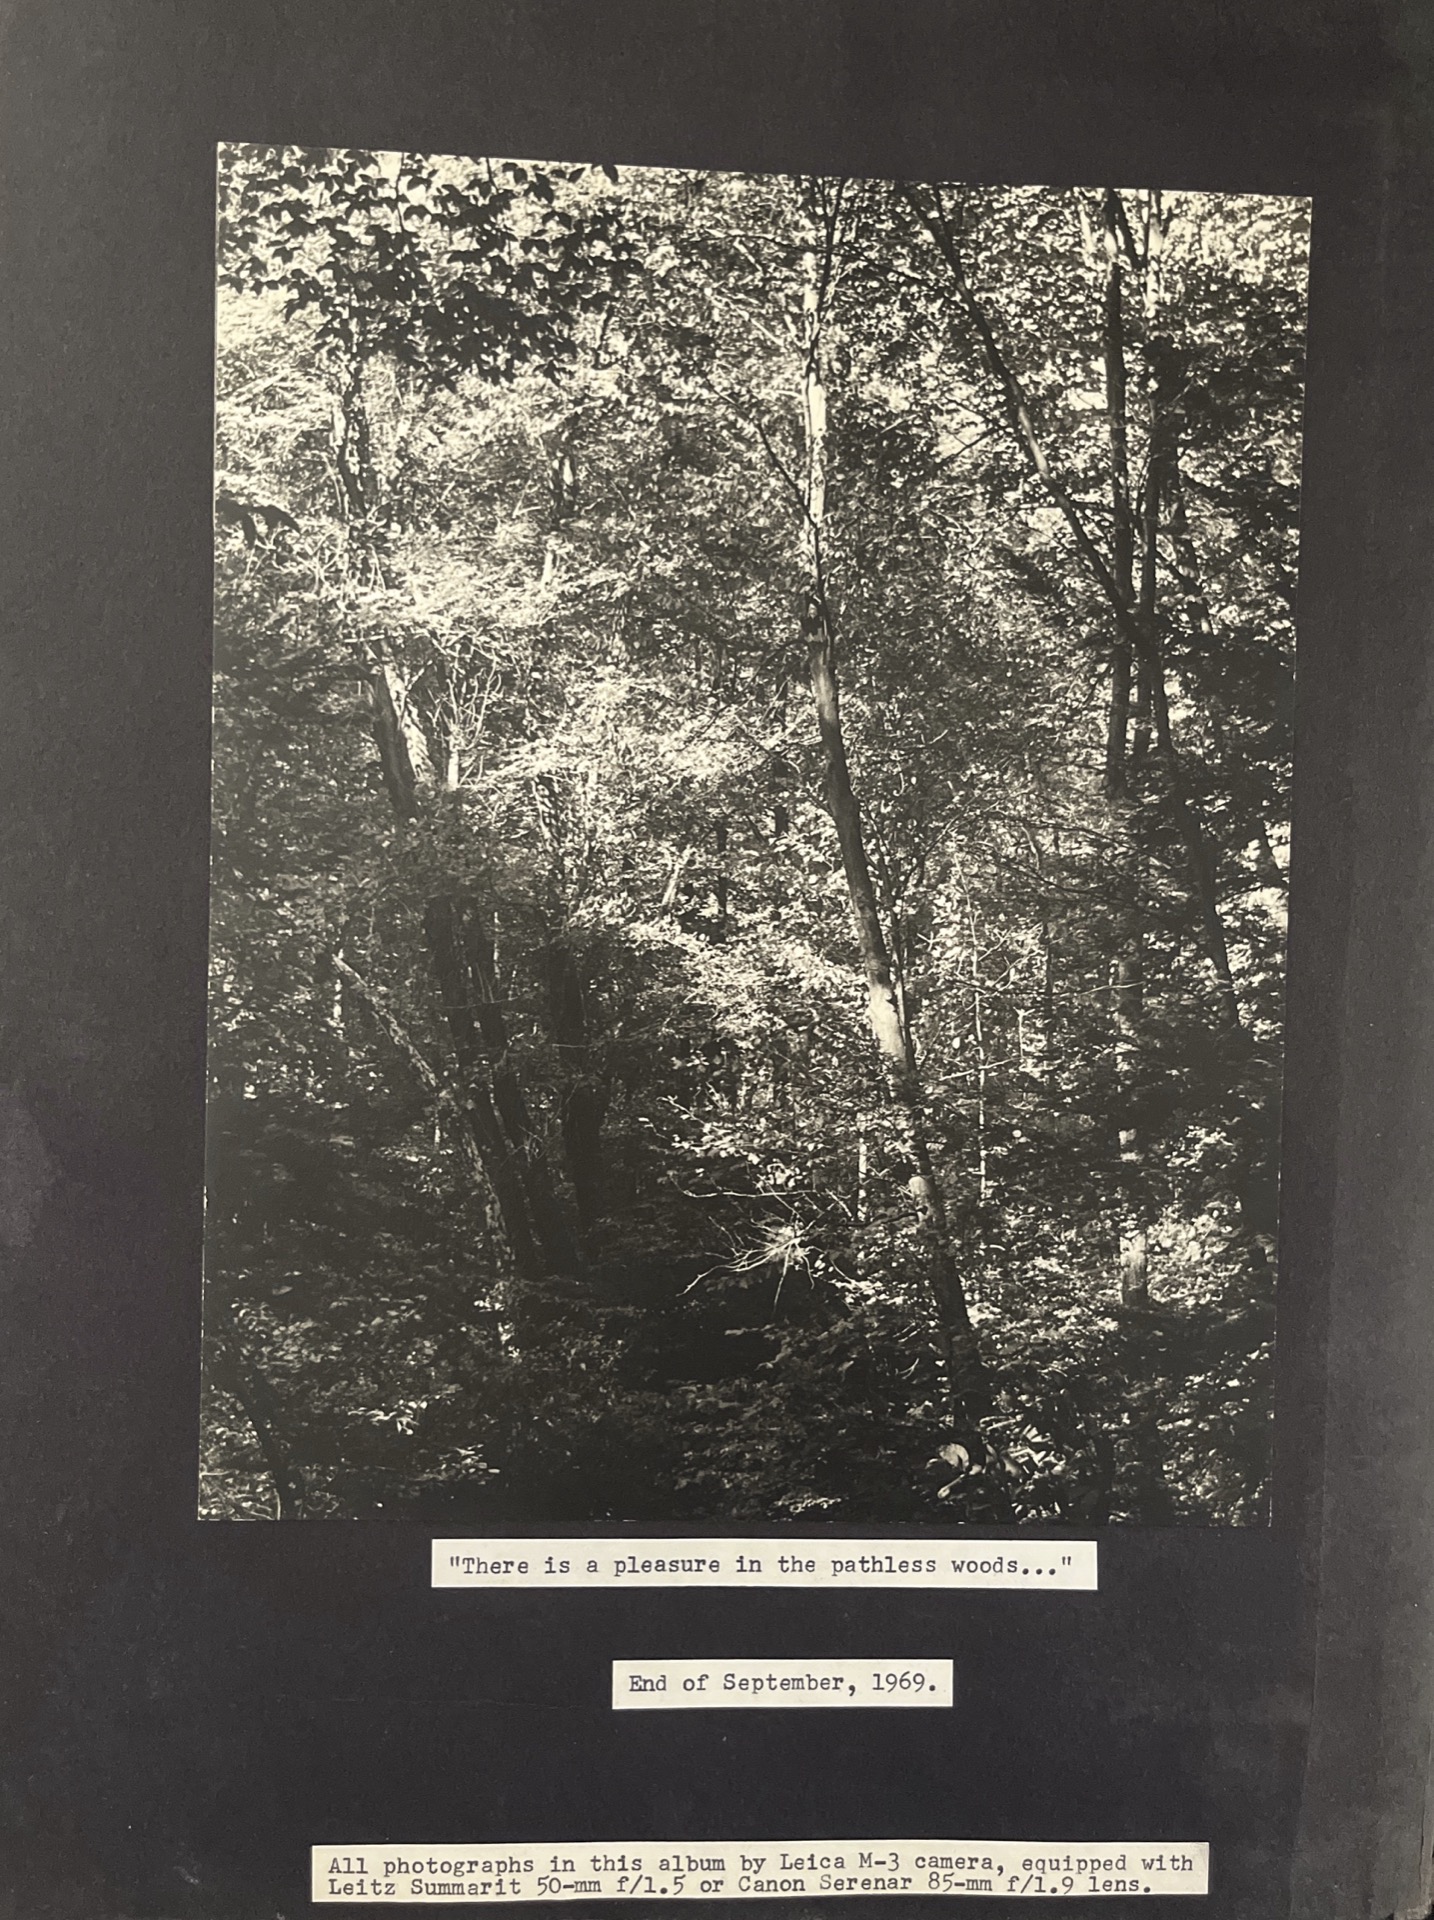 "There is a pleasure in the pathless woods..."
End of September, 1969.
All photographs in this album by Leica M-3 camera, equipped with
Leitz Summarit 50-mm f/1.5 or Canon Serenar 85-mm f/1.9 lens.